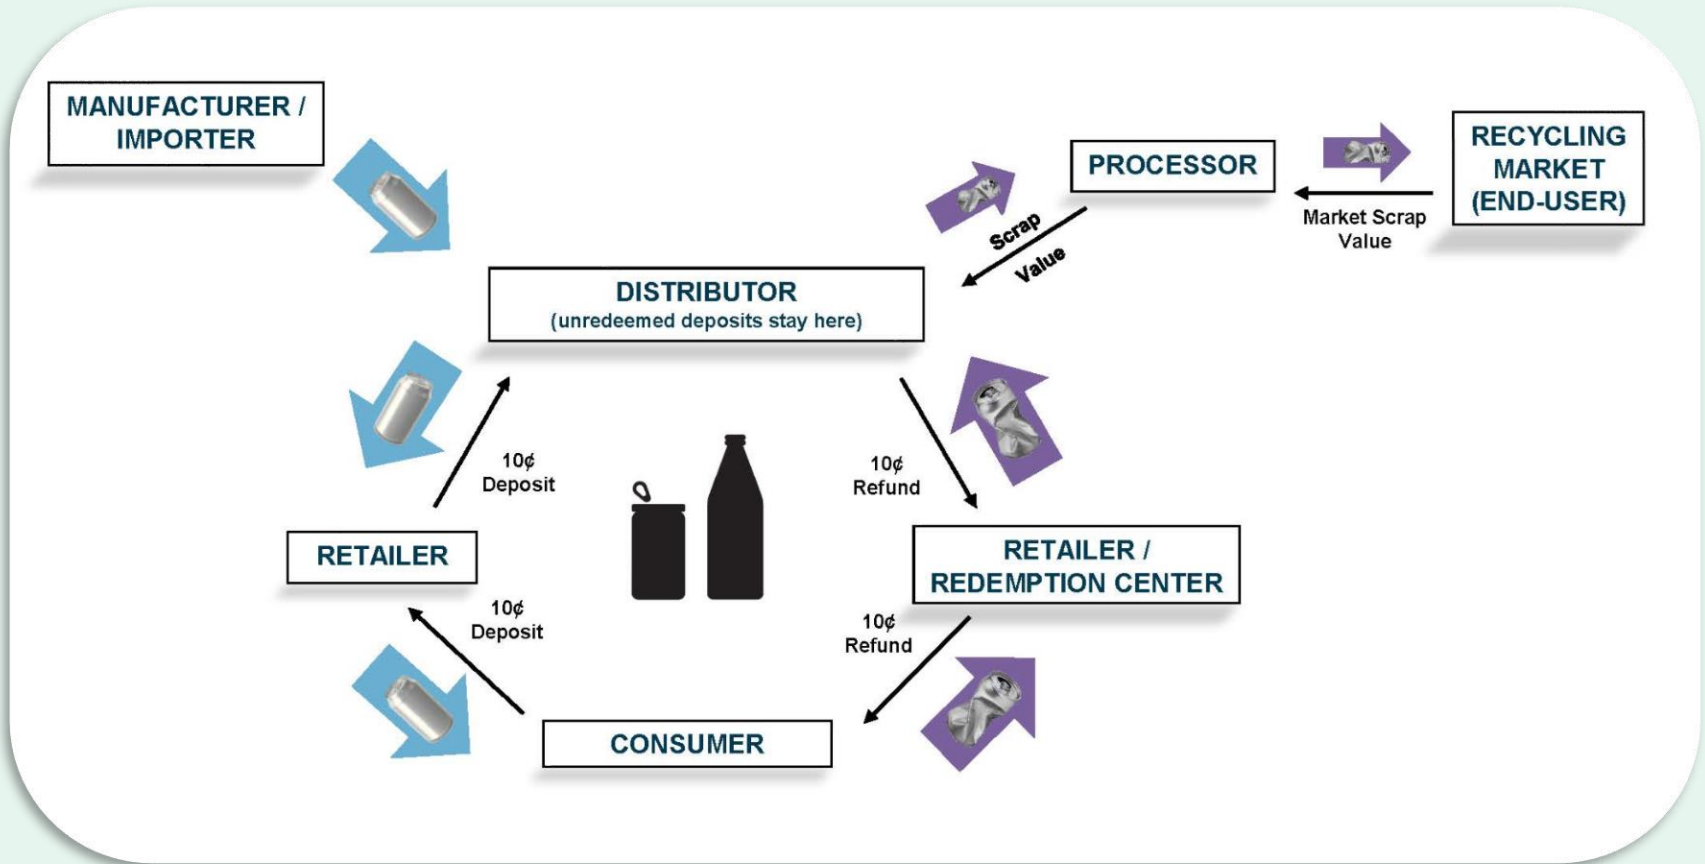 MANUFACTURER /
IMPORTER
PROCESSOR
RECYCLING
MARKET
(END-USER)
Market Scrap
Value
Scrap
Value
DISTRIBUTOR
(unredeemed deposits stay here)
10¢
Deposit
10¢
Refund
RETAILER
RETAILER /
REDEMPTION CENTER
10¢
Deposit
10¢
Refund
CONSUMER